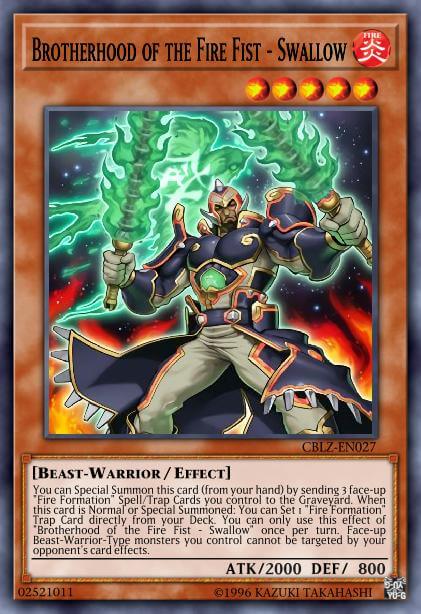 Brotherhood of the Fire Fist - Swallow
FIRE
炎
CBLZ-EN027
[Beast-Warrior / Effect]
You can Special Summon this card (from your hand) by sending 3 face-up
"Fire Formation" Spell/Trap Cards you control to the Graveyard. When
this card is Normal or Special Summoned: You can Set 1 "Fire Formation"
Trap Card directly from your Deck. You can only use this effect of
"Brotherhood of the Fire Fist - Swallow" once per turn. Face-up
Beast-Warrior-Type monsters you control cannot be targeted by your
opponent's card effects.
ATK/2000 DEF/ 800
02521011
©1996 KAZUKI TAKAHASHI